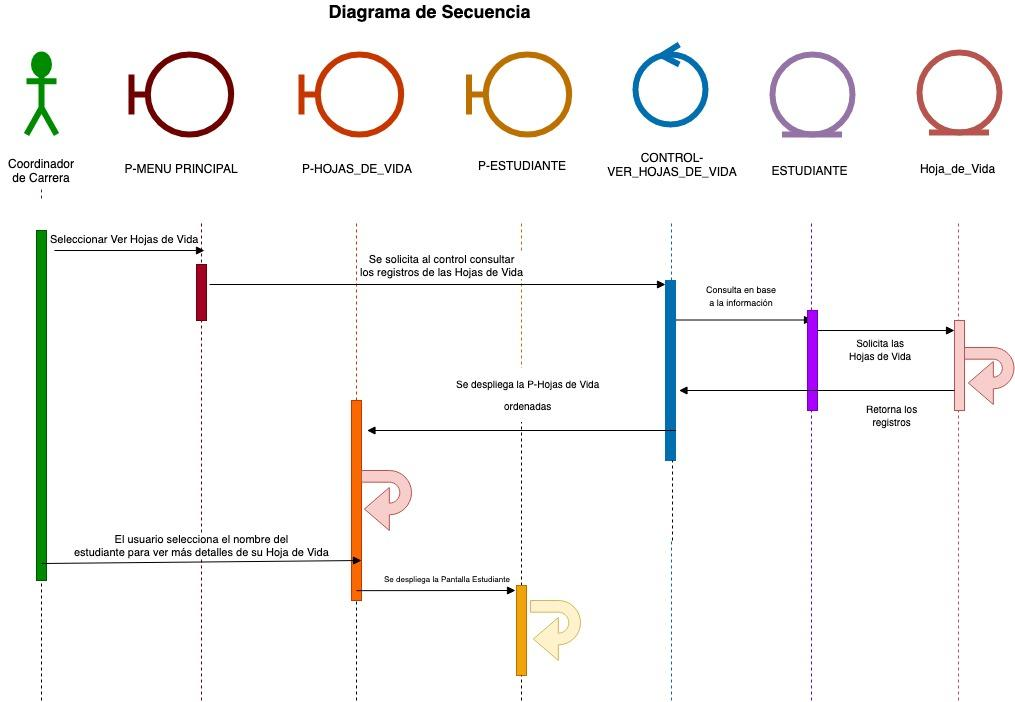 Diagrama de Secuencia
Coordinador
de Carrera
P-MENU PRINCIPAL
P-HOJAS_DE_VIDA
P-ESTUDIANTE
CONTROL-
VER_HOJAS_DE_VIDA
ESTUDIANTE
Hoja_de_Vida
Seleccionar Ver Hojas de Vida
Se solicita al control consultar
los registros de las Hojas de Vida
Consulta en base
a la información
Solicita las
Hojas de Vida
Se despliega la P-Hojas de Vida
ordenadas
Retorna los
registros
El usuario selecciona el nombre del
estudiante para ver más detalles de su Hoja de Vida
Se despliega la Pantalla Estudiante